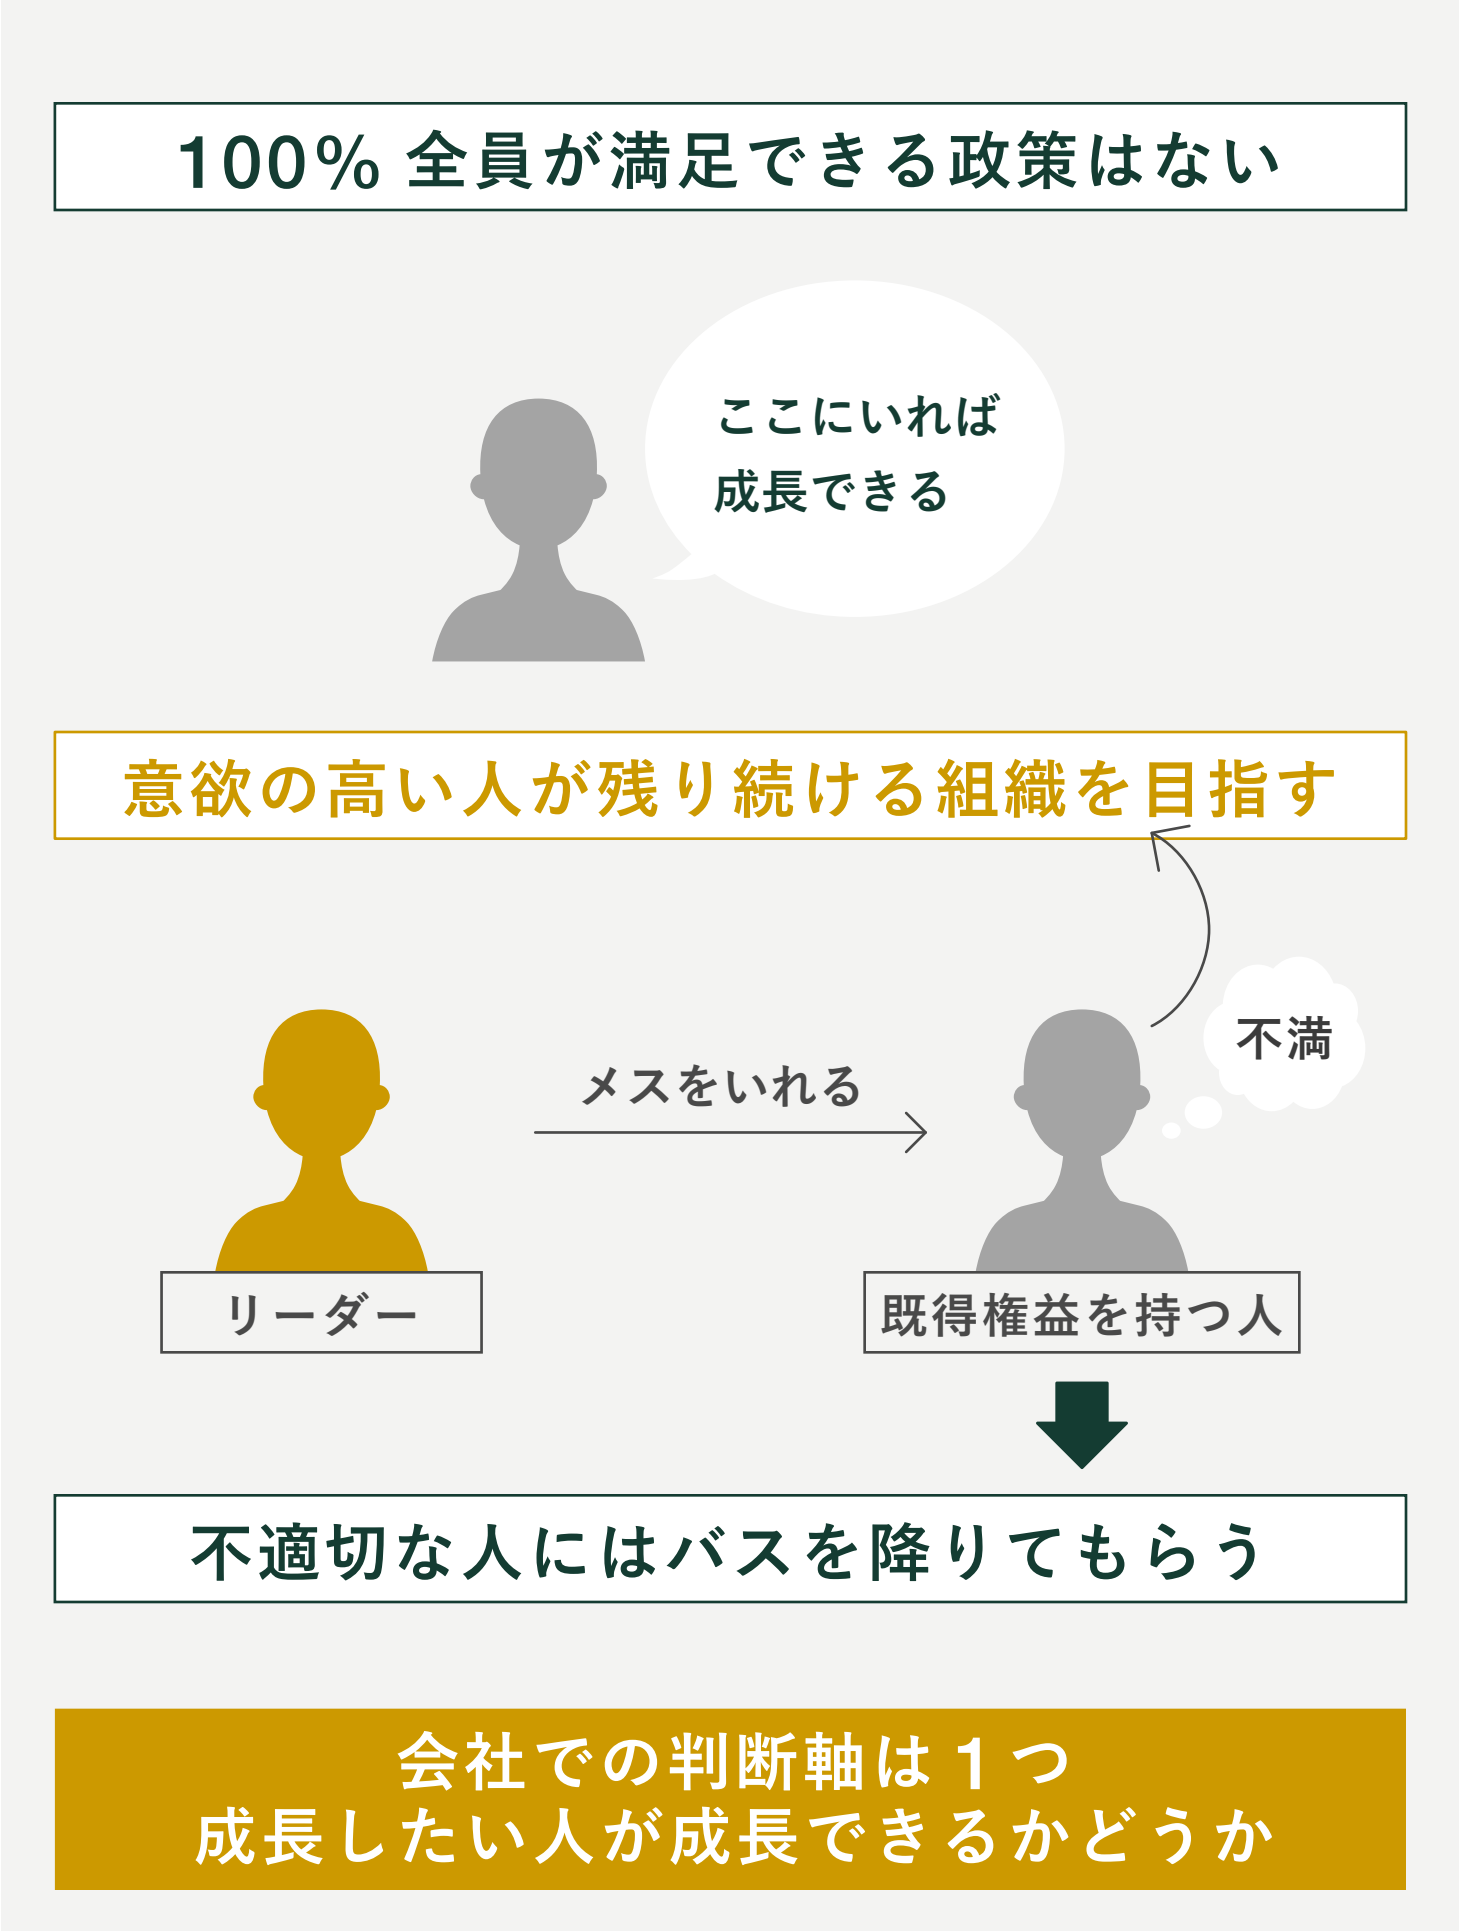 100% 全員が満足できる政策はない
ここにいれば
成長できる
意欲の高い人が残り続ける組織を目指す
不満
メスをいれる
リーダー
既得権益を持つ人
不適切な人にはバスを降りてもらう
会社での判断軸は1つ
成長したい人が成長できるかどうか